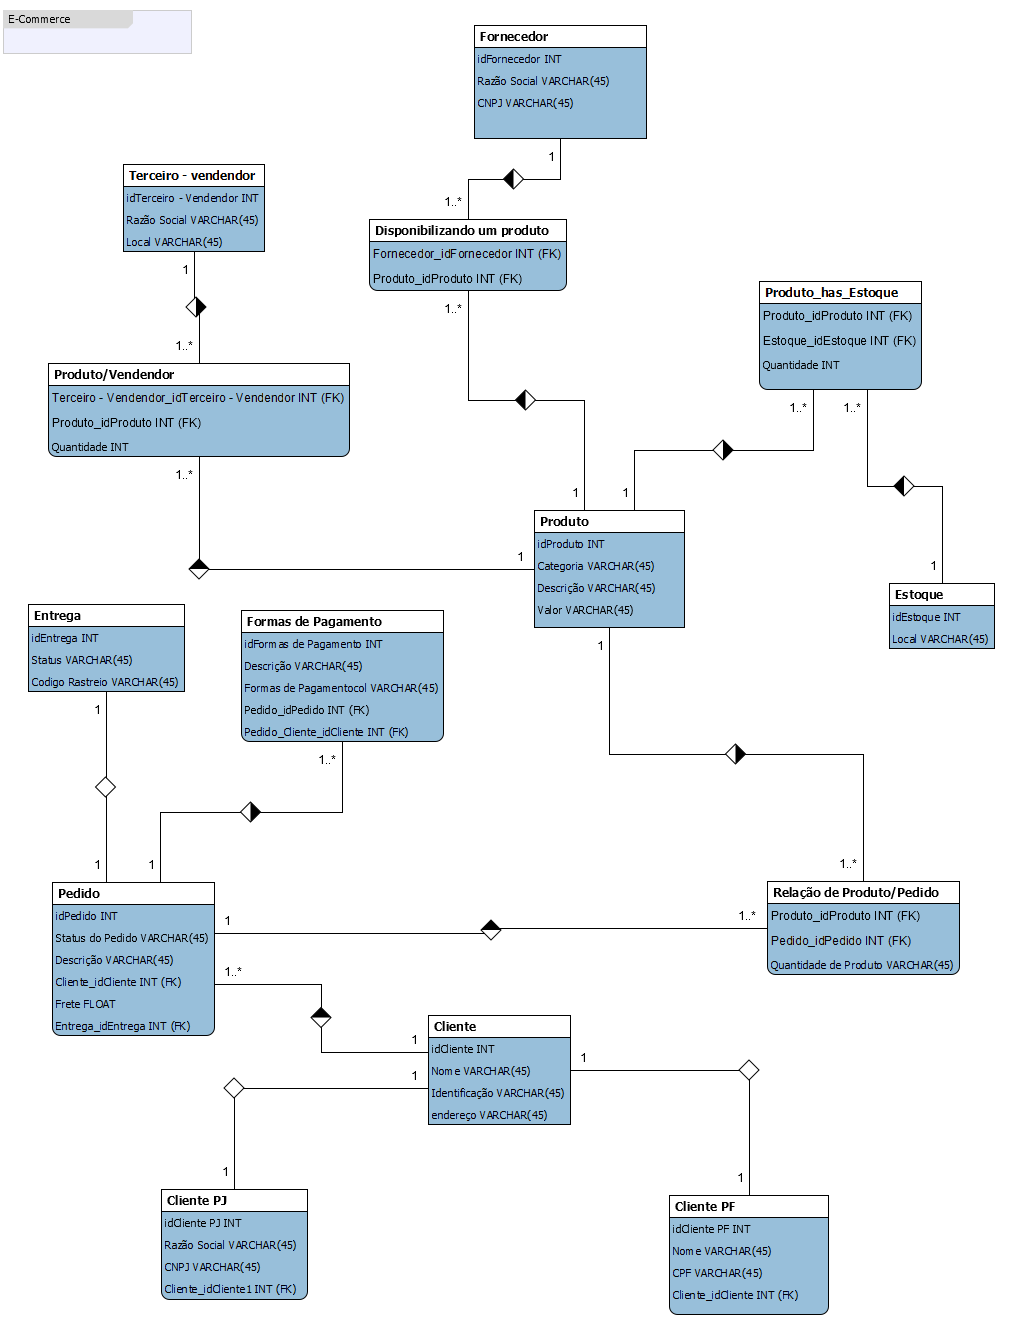 E-Commerce
Fornecedor
idFornecedor INT
Razão Social VARCHAR(45)
CNPJ VARCHAR(45)
1
1..*
Terceiro - vendendor
idTerceiro - Vendendor INT
Razão Social VARCHAR(45)
Local VARCHAR(45)
1
1..*
Disponibilizando um produto
Fornecedor_idFornecedor INT (FK)
Produto_idProduto INT (FK)
1..*
1
Produto_has_Estoque
Produto_idProduto INT (FK)
Estoque_idEstoque INT (FK)
Quantidade INT
1..*
1..*
1
1
Produto/Vendendor
Terceiro - Vendendor_idTerceiro - Vendendor INT (FK)
Produto_idProduto INT (FK)
Quantidade INT
1..*
1
Produto
idProduto INT
Categoria VARCHAR(45)
Descrição VARCHAR(45)
Valor VARCHAR(45)
1
1..*
Estoque
idEstoque INT
Local VARCHAR(45)
Entrega
idEntrega INT
Status VARCHAR(45)
Codigo Rastreio VARCHAR(45)
1
1
Formas de Pagamento
idFormas de Pagamento INT
Descrição VARCHAR(45)
Formas de Pagamentocol VARCHAR(45)
Pedido_idPedido INT (FK)
Pedido_Cliente_idCliente INT (FK)
1..*
1
Pedido
idPedido INT
Status do Pedido VARCHAR(45)
Descrição VARCHAR(45)
Cliente_idCliente INT (FK)
Frete FLOAT
Entrega_idEntrega INT (FK)
1
1..*
1..*
1
Relação de Produto/Pedido
Produto_idProduto INT (FK)
Pedido_idPedido INT (FK)
Quantidade de Produto VARCHAR(45)
Cliente
idCliente INT
Nome VARCHAR(45)
Identificação VARCHAR(45)
endereço VARCHAR(45)
1
1
1
1
Cliente PJ
idCliente PJ INT
Razão Social VARCHAR(45)
CNPJ VARCHAR(45)
Cliente_idCliente1 INT (FK)
Cliente PF
idCliente PF INT
Nome VARCHAR(45)
CPF VARCHAR(45)
Cliente_idCliente INT (FK)